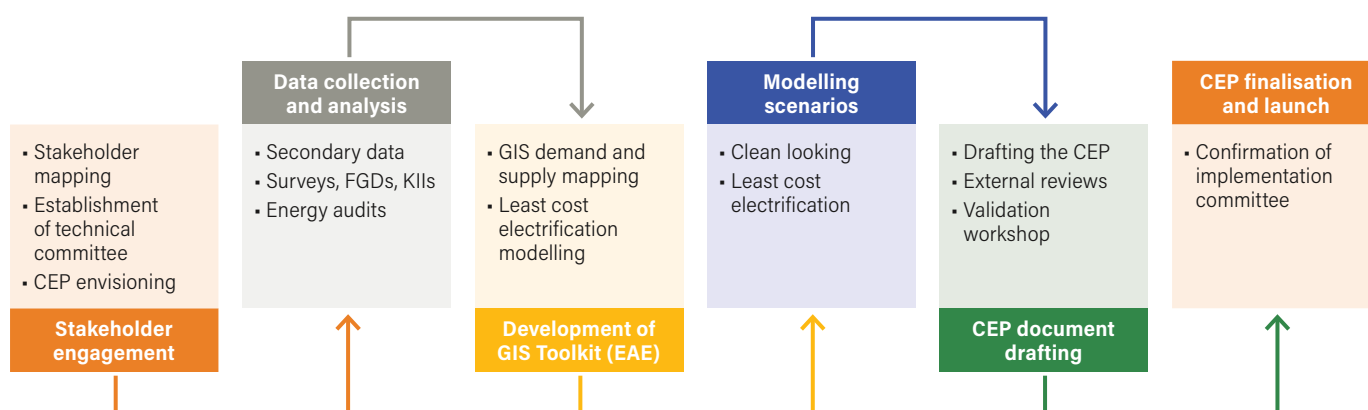 ▪ Stakeholder
mapping
▪ Establishment
of technical
committee
▪ CEP envisioning
Stakeholder
engagement
Data collection
and analysis
▪ Secondary data
▪ Surveys, FGDs, KIIs
▪ Energy audits
▪ GIS demand and
supply mapping
▪ Least cost
electrification
modelling
Development of
GIS Toolkit (EAE)
Modelling
scenarios
▪ Clean looking
▪ Least cost
electrification
▪ Drafting the CEP
▪ External reviews
▪ Validation
workshop
CEP document
drafting
CEP finalisation
and launch
▪ Confirmation of
implementation
committee